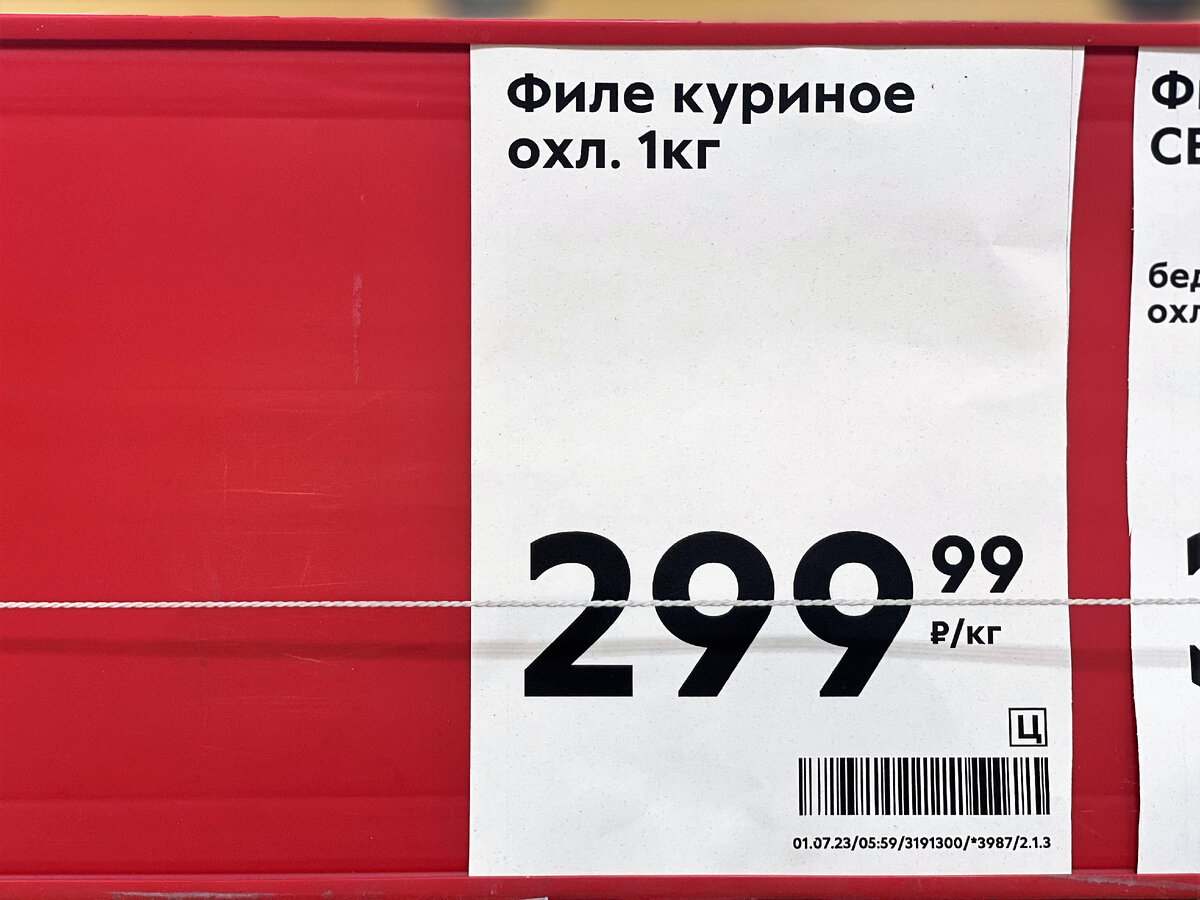 Филе куриное
охл. 1кг
299 99
₽/кг
Ц
01.07.23/05:59/3191300/*3987/2.1.3